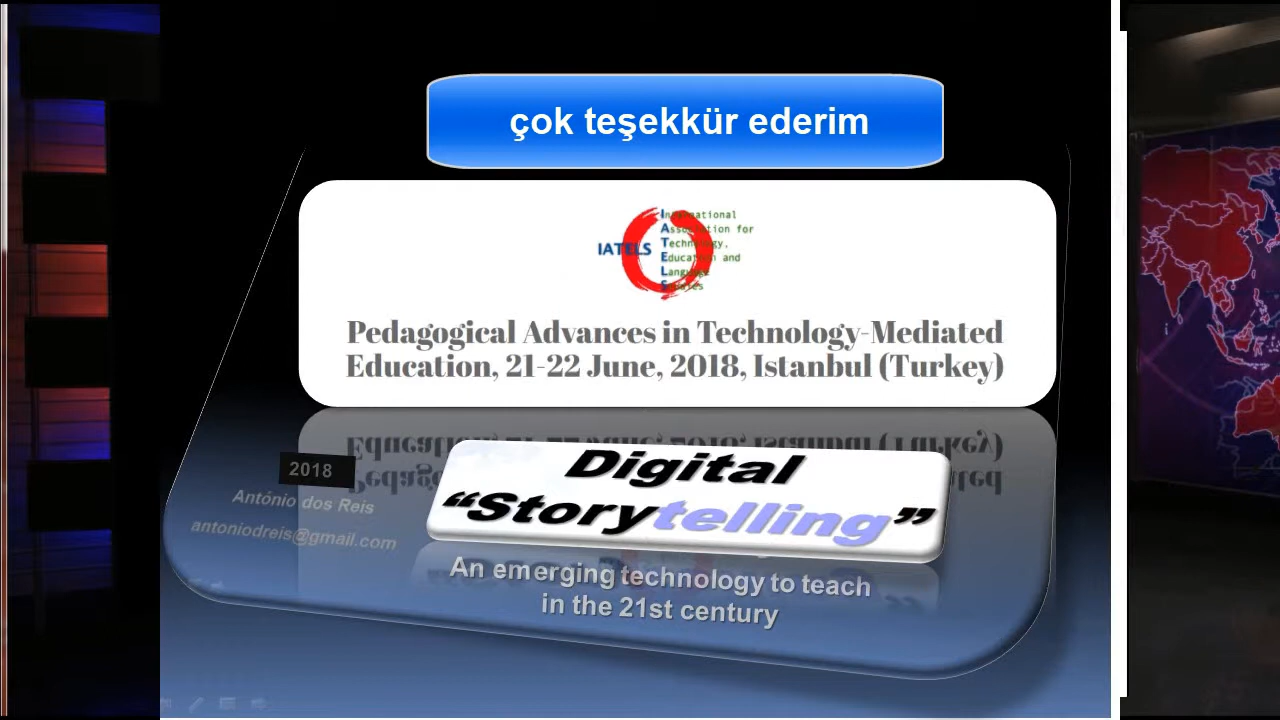 çok teşekkür ederim
IATELS
International
Association for
Technology,
Education and
Language
Studies
Pedagogical Advances in Technology-Mediated
Education, 21-22 June, 2018, Istanbul (Turkey)
2018
António dos Reis
antoniodreis@gmail.com
Digital
“Storytelling”
An emerging technology to teach
in the 21st century